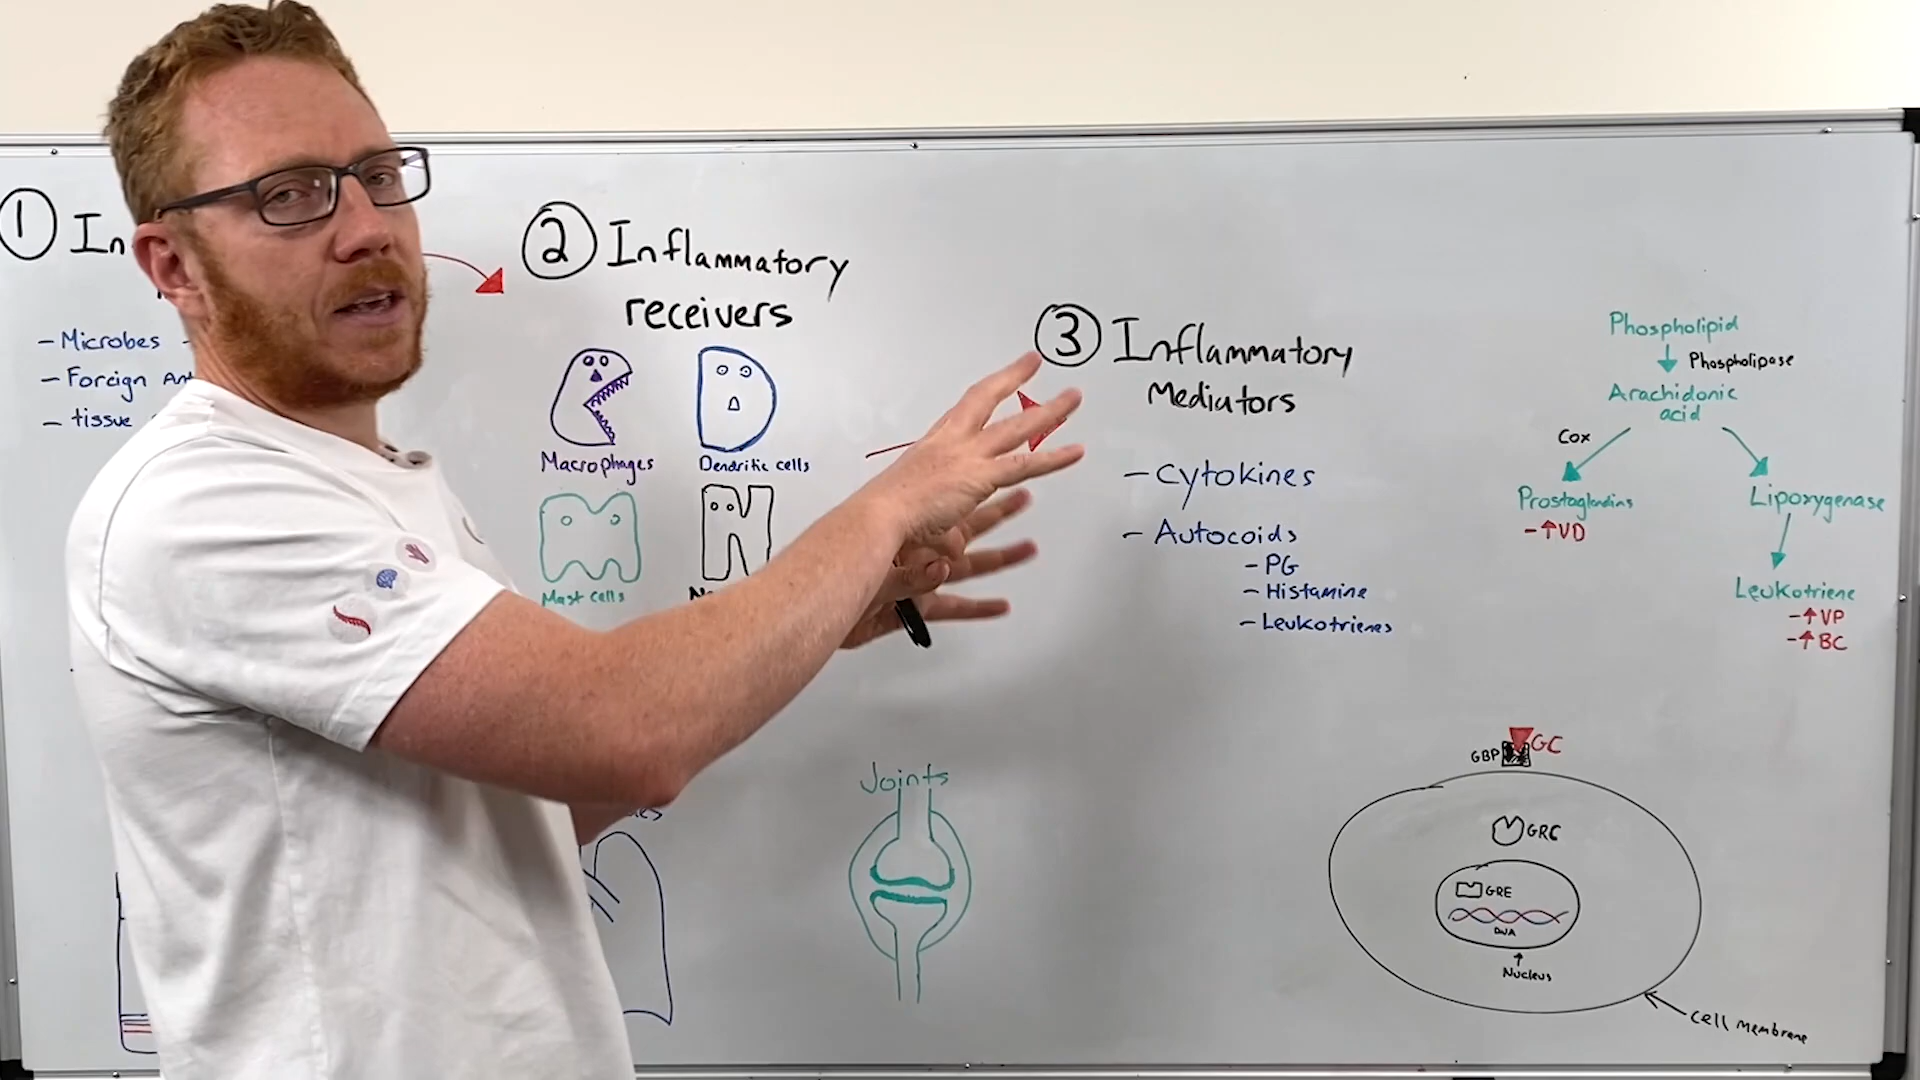 ① In
- Microbes -
- Foreign Ant
- tissue
② Inflammatory
receivers
Macrophages
Dendritic cells
Mast cells
③ Inflammatory
Mediators
- Cytokines
- Autocoids
- PG
- Histamine
- Leukotrienes
Phospholipid
Phospholipase
Arachidonic
acid
Cox
Prostaglandins
- ↑VD
Lipoxygenase
Leukotriene
- ↑VP
- ↑BC
Joints
GBP GC
GRC
GRE
DNA
Nucleus
cell membrane